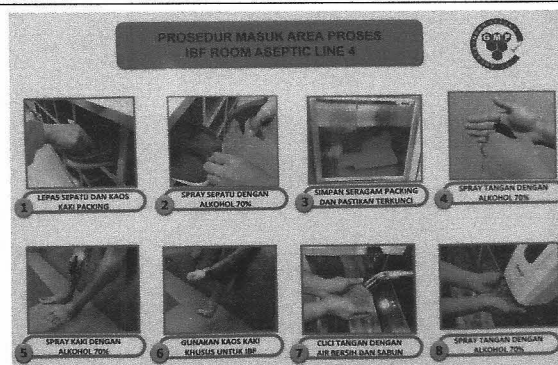 PROSEDUR MASUK AREA PROSES
IBF ROOM ASEPTIC LINE 4
GMP
1
LEPAS SEPATU DAN KAOS
KAKI PACKING
2
SPRAY SEPATU DENGAN
ALKOHOL 70%
3
SIMPAN SERAGAM PACKING
DAN PASTIKAN TERKUNCI
4
SPRAY TANGAN DENGAN
ALKOHOL 70%
5
SPRAY KAKI DENGAN
ALKOHOL 70%
6
GUNAKAN KAOS KAKI
KHUSUS UNTUK IBF
7
CUCI TANGAN DENGAN
AIR BERSIH DAN SABUN
8
SPRAY TANGAN DENGAN
ALKOHOL 70%